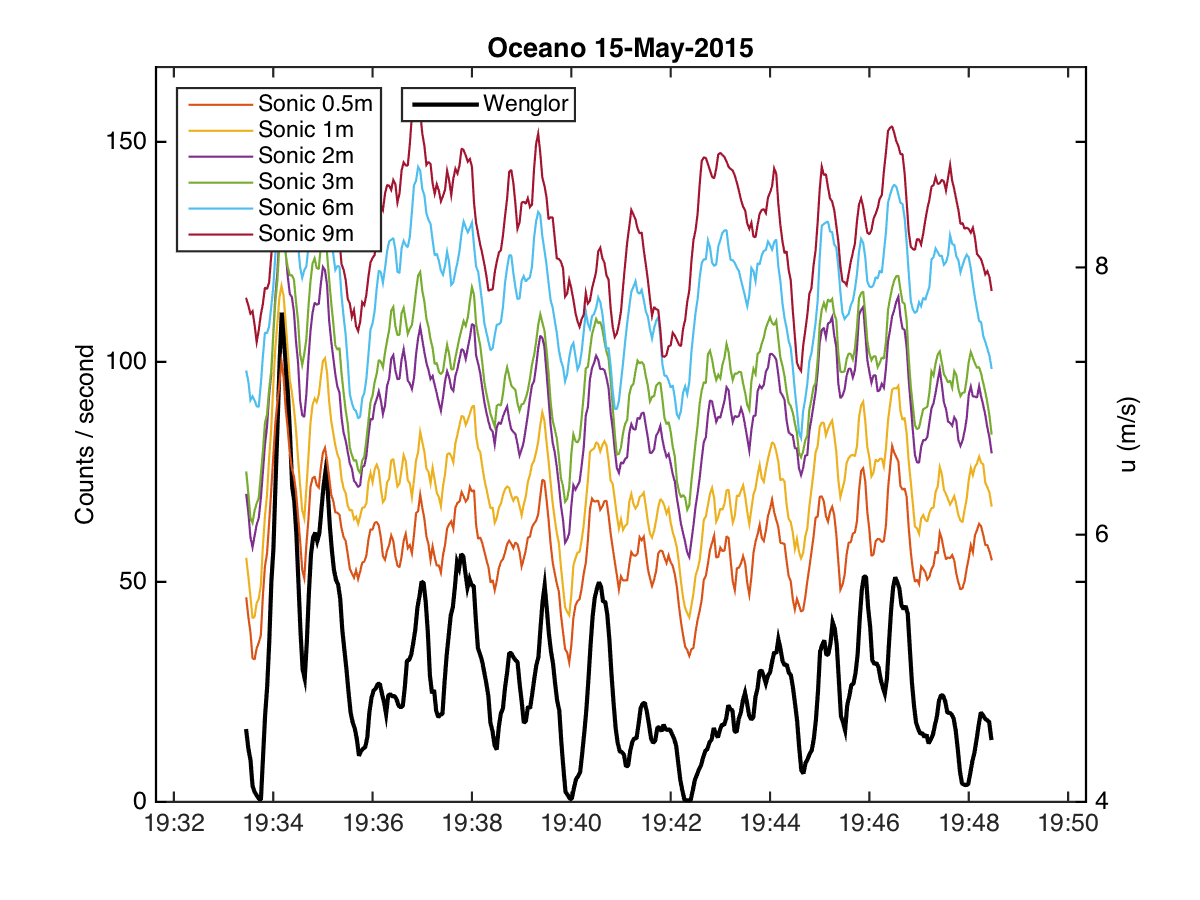 Oceano 15-May-2015
Sonic 0.5m
Sonic 1m
Sonic 2m
Sonic 3m
Sonic 6m
Sonic 9m
Wenglor
150
100
50
0
Counts / second
8
6
4
u (m/s)
19:32 19:34 19:36 19:38 19:40 19:42 19:44 19:46 19:48 19:50